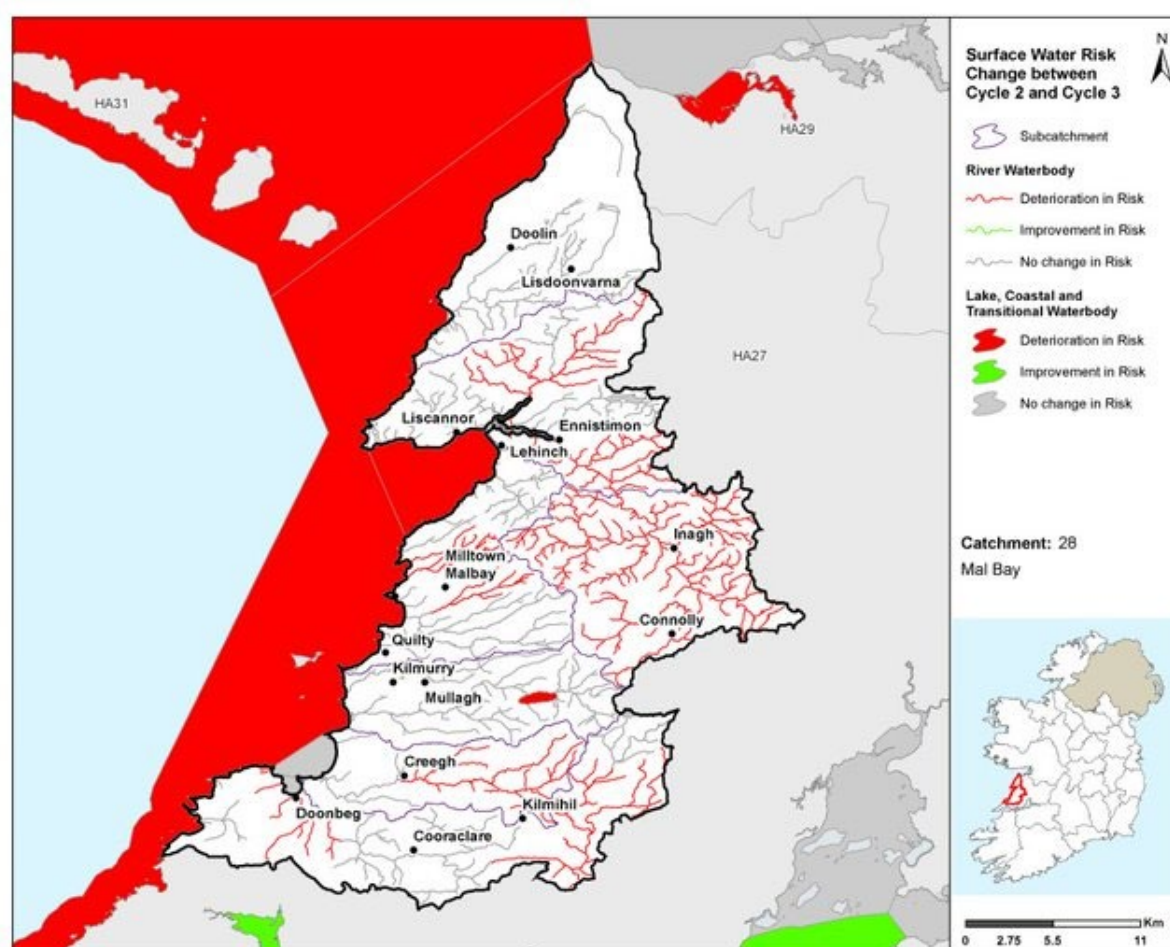 HA31
HA29
HA27
Doolin
Lisdoonvarna
Liscannor
Ennistimon
Lehinch
Inagh
Milltown
Malbay
Connolly
Quilty
Kilmurry
Mullagh
Creegh
Doonbeg
Kilmihil
Cooraclare
N
Surface Water Risk
Change between
Cycle 2 and Cycle 3
Subcatchment
River Waterbody
Deterioration in Risk
Improvement in Risk
No change in Risk
Lake, Coastal and
Transitional Waterbody
Deterioration in Risk
Improvement in Risk
No change in Risk
Catchment: 28
Mal Bay
Km
0 2.75 5.5 11